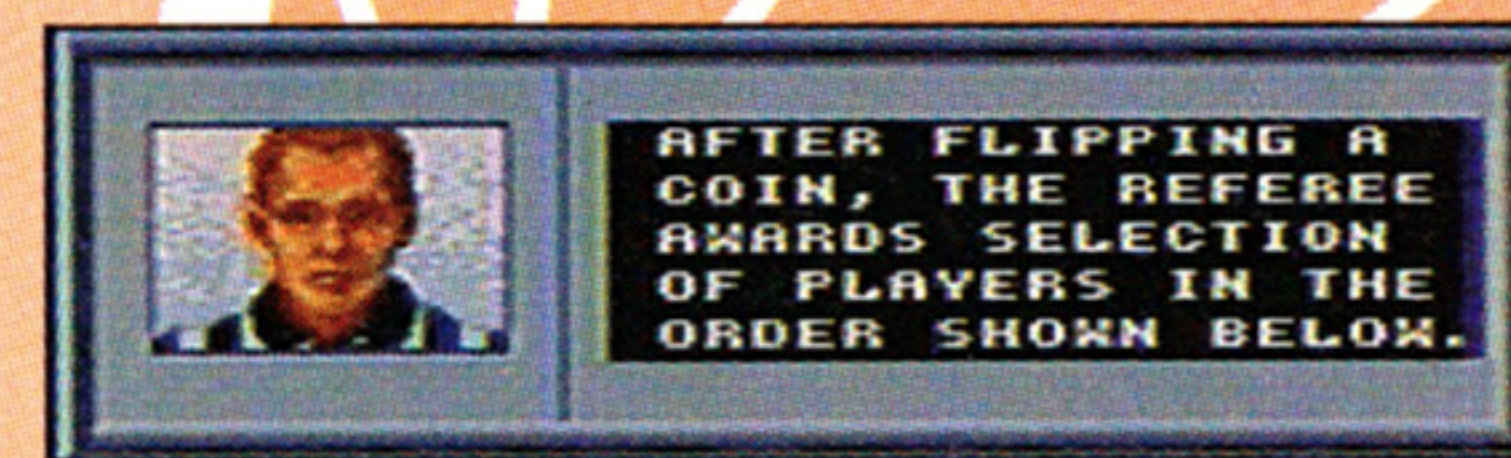 AFTER FLIPPING A
COIN, THE REFEREE
AWARDS SELECTION
OF PLAYERS IN THE
ORDER SHOWN BELOW.